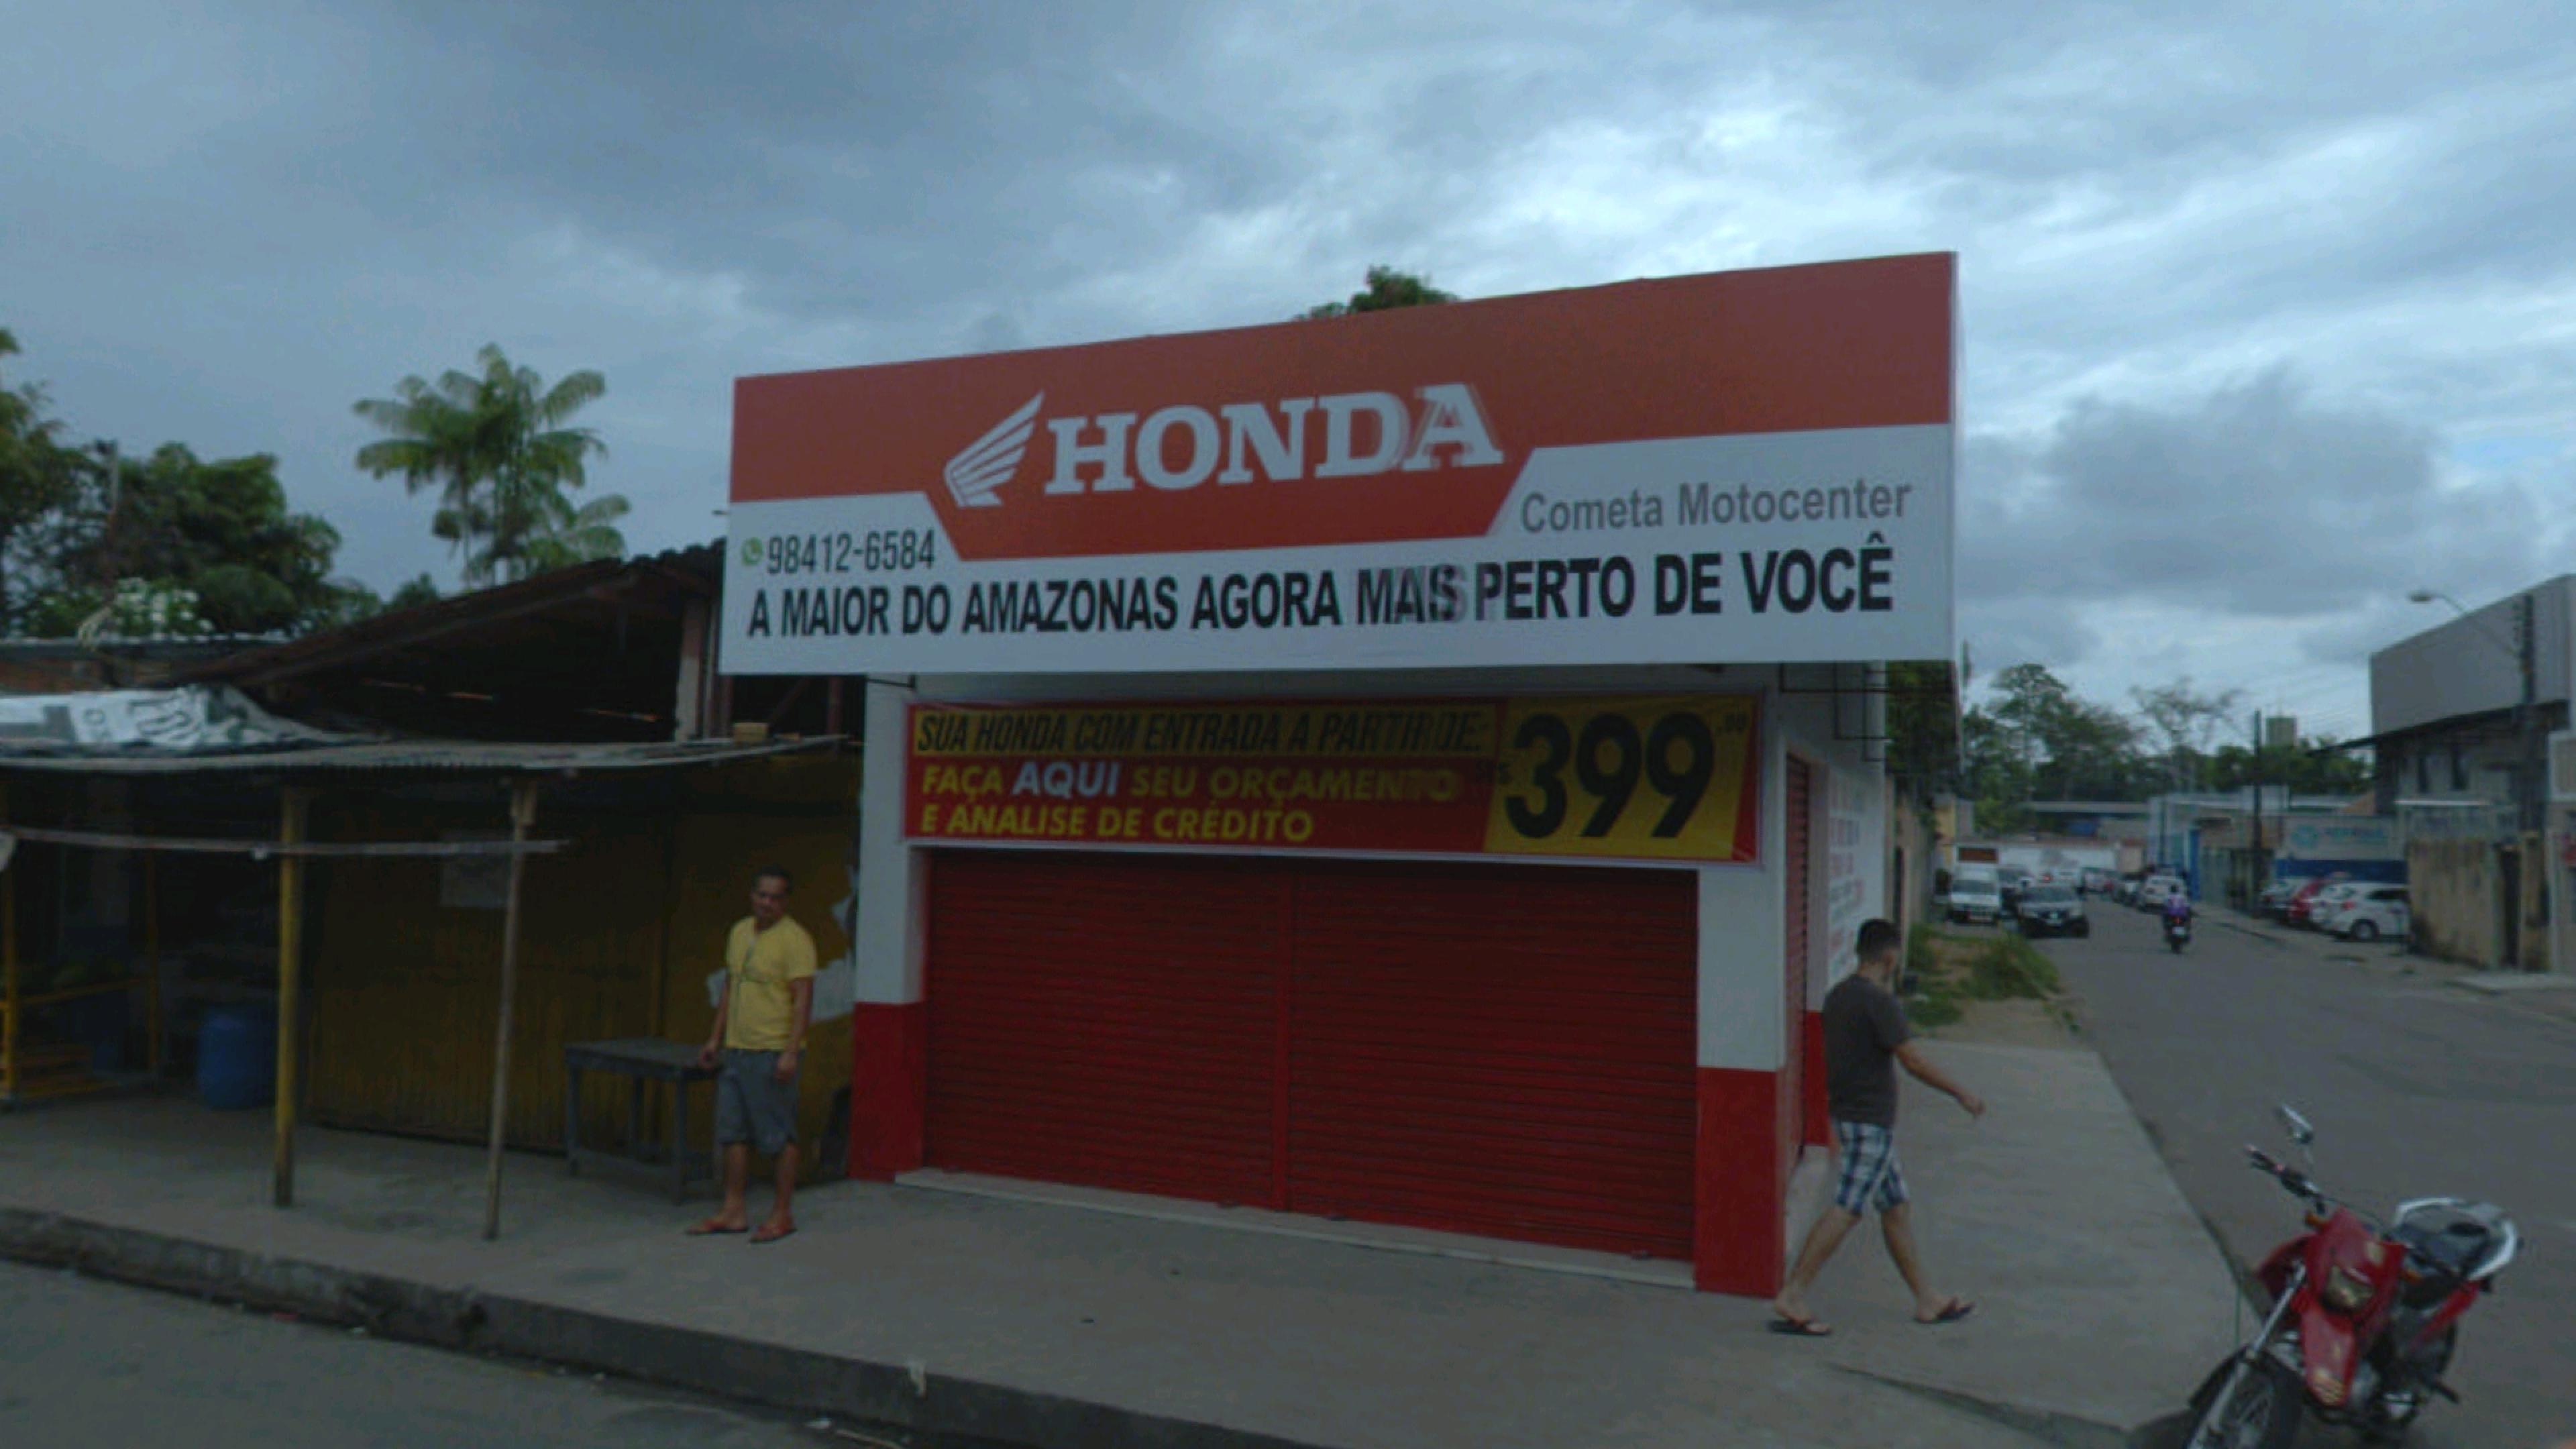 HONDA
Cometa Motocenter
98412-6584
A MAIOR DO AMAZONAS AGORA MAIS PERTO DE VOCÊ
SUA HONDA COM ENTRADA A PARTIR DE:
FAÇA AQUI SEU ORÇAMENTO
E ANALISE DE CRÉDITO
399